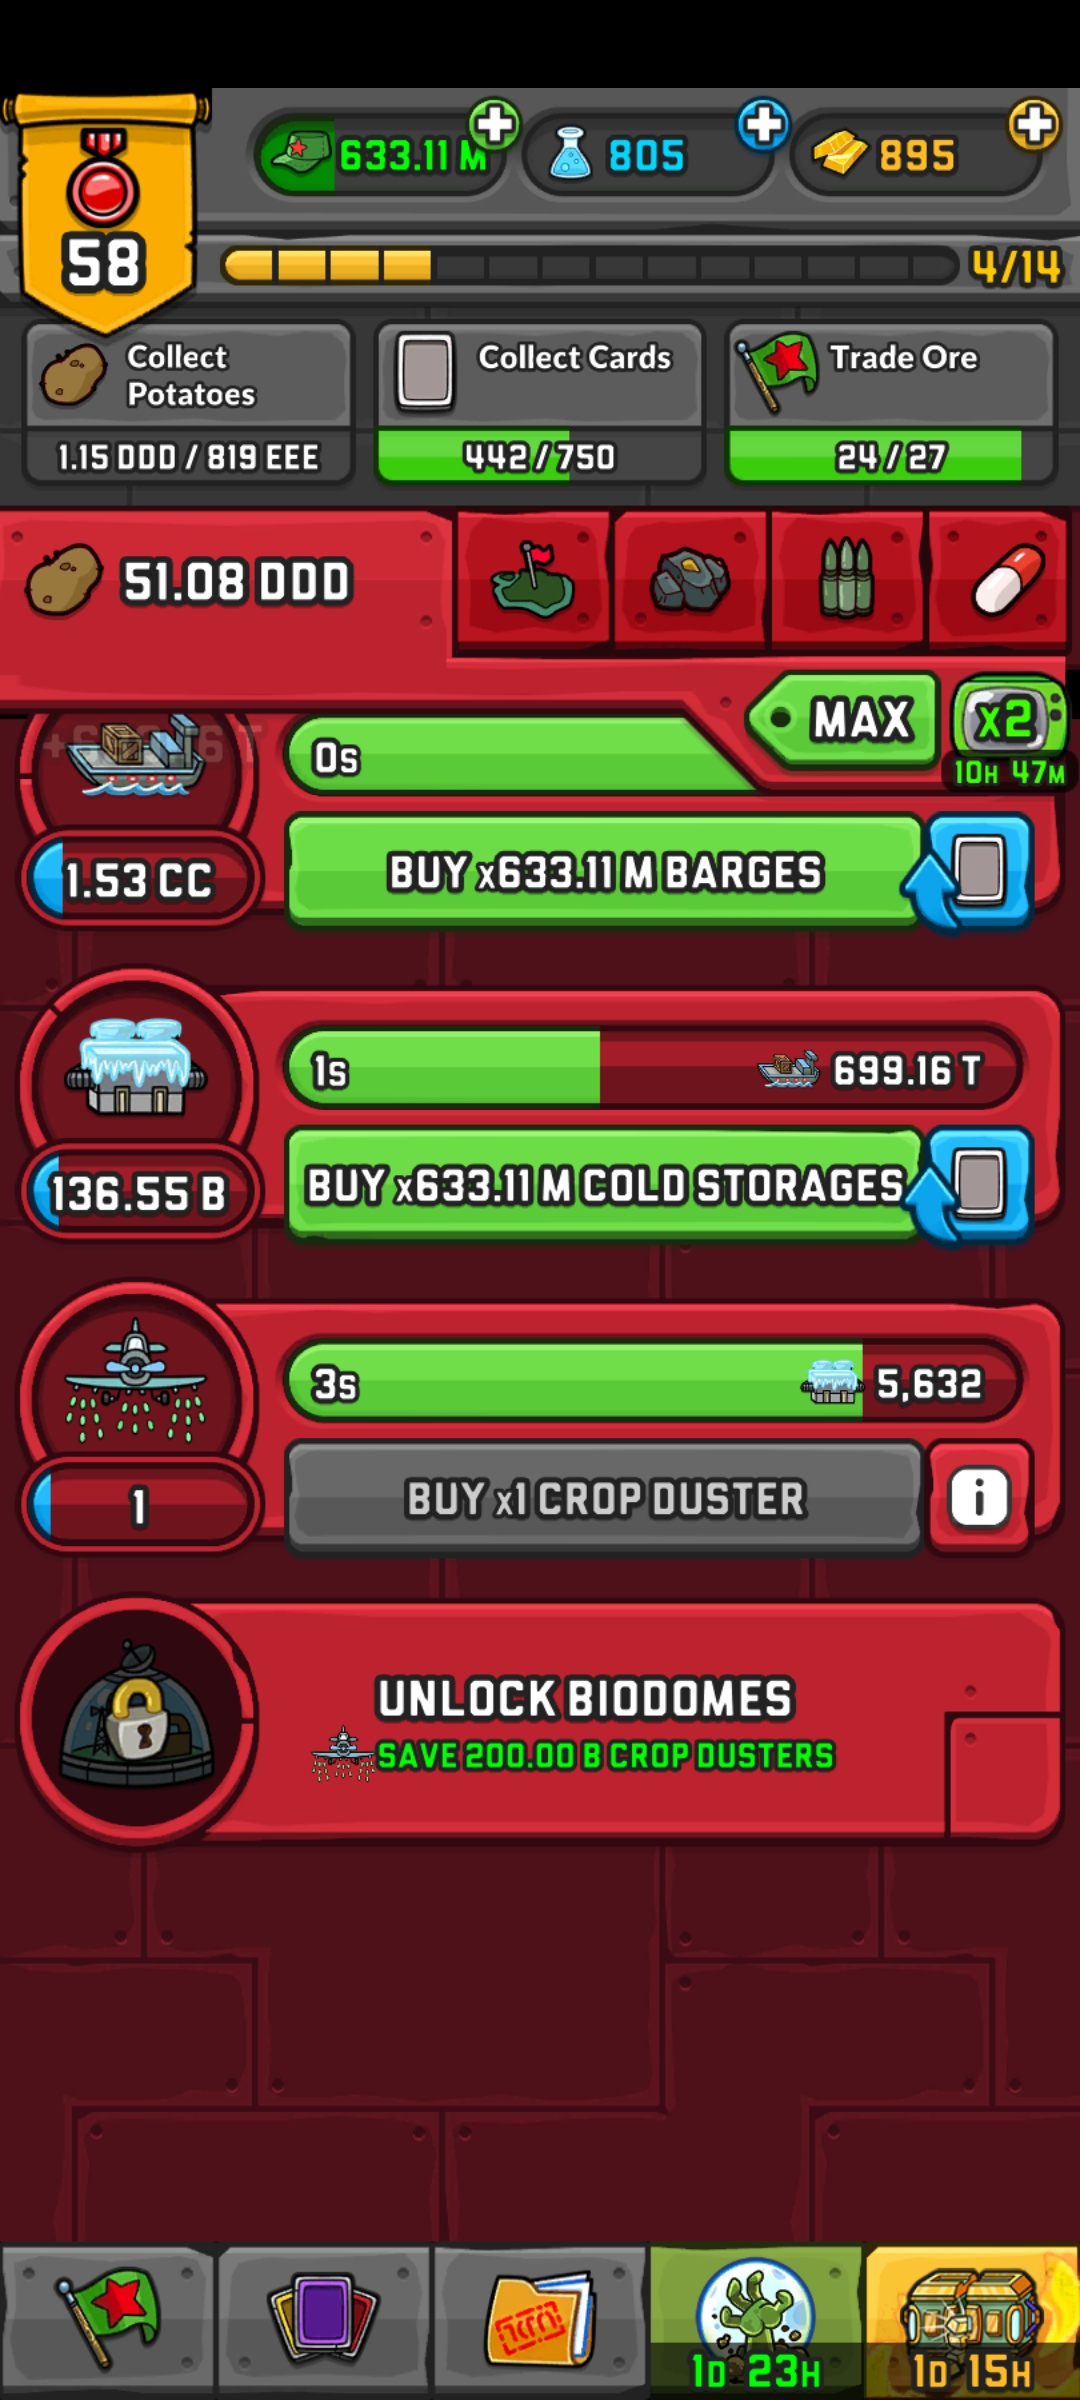 58
633.11 M
805
895
4/14
Collect
Potatoes
1.15 DDD / 819 EEE
Collect Cards
442/750
Trade Ore
24/27
51.08 DDD
MAX
x2
10H 47M
0s
1.53 CC
BUY x633.11 M BARGES
1s
699.16 T
136.55 B
BUY x633.11 M COLD STORAGES
3s
5,632
1
BUY x1 CROP DUSTER
i
UNLOCK BIODOMES
SAVE 200.00 B CROP DUSTERS
1D 23H
1D 15H